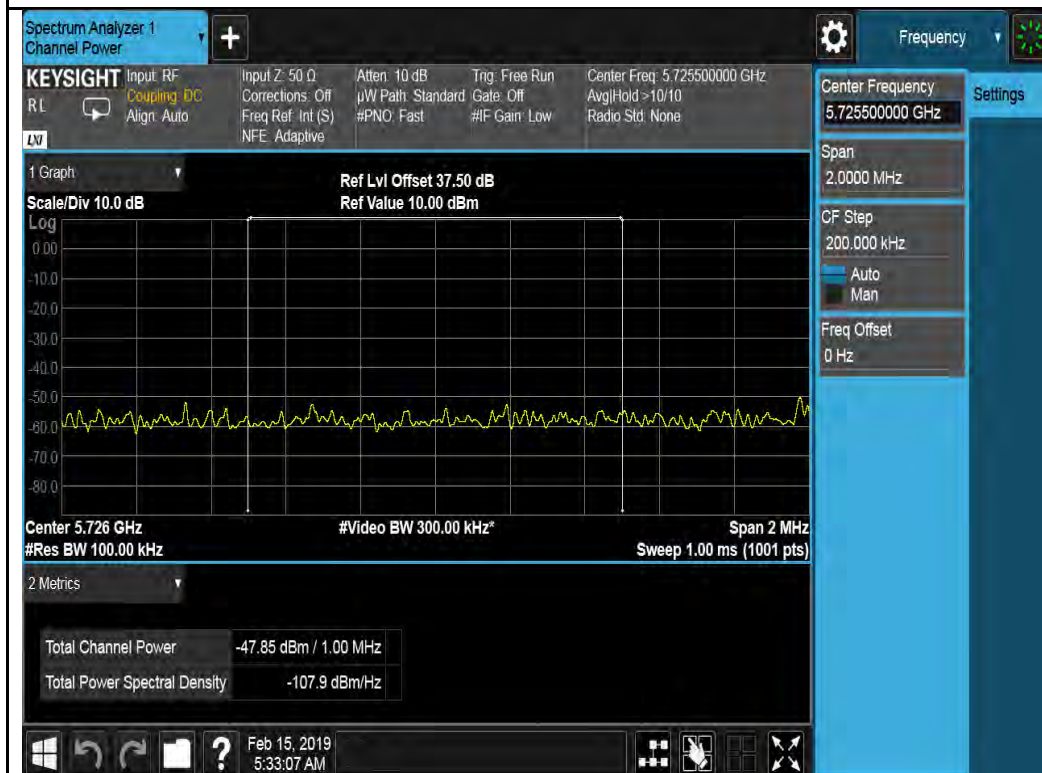 Spectrum Analyzer 1
Channel Power
+
Frequency
KEYSIGHT
R L
LXI
Input: RF
Coupling: DC
Align: Auto
Input Z: 50 Ω
Corrections: Off
Freq Ref: Int (S)
NFE: Adaptive
Atten: 10 dB
µW Path: Standard
#PNO: Fast
Trig: Free Run
Gate: Off
#IF Gain: Low
Center Freq: 5.725500000 GHz
Avg|Hold >10/10
Radio Std: None
Center Frequency
5.725500000 GHz
Settings
Span
2.0000 MHz
CF Step
200.000 kHz
Auto
Man
Freq Offset
0 Hz
1 Graph
Scale/Div 10.0 dB
Ref Lvl Offset 37.50 dB
Ref Value 10.00 dBm
Log
0.00
-10.0
-20.0
-30.0
-40.0
-50.0
-60.0
-70.0
-80.0
Center 5.726 GHz
#Video BW 300.00 kHz*
Span 2 MHz
#Res BW 100.00 kHz
Sweep 1.00 ms (1001 pts)
2 Metrics
Total Channel Power -47.85 dBm / 1.00 MHz
Total Power Spectral Density -107.9 dBm/Hz
?
Feb 15, 2019
5:33:07 AM